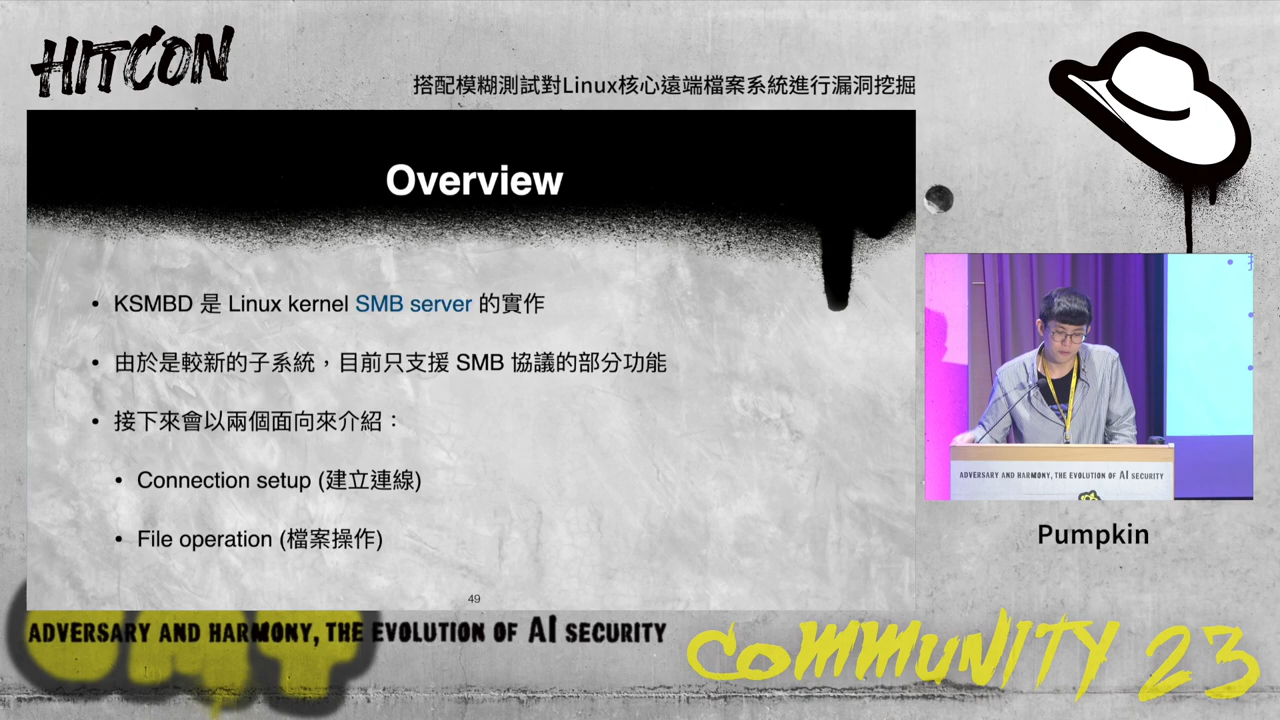 HITCON
搭配模糊測試對Linux核心遠端檔案系統進行漏洞挖掘
Overview
• KSMBD 是 Linux kernel SMB server 的實作
• 由於是較新的子系統，目前只支援 SMB 協議的部分功能
• 接下來會以兩個面向來介紹：
• Connection setup (建立連線)
• File operation (檔案操作)
49
ADVERSARY AND HARMONY, THE EVOLUTION OF AI SECURITY
Pumpkin
ADVERSARY AND HARMONY, THE EVOLUTION OF AI SECURITY
COMMUNITY 23